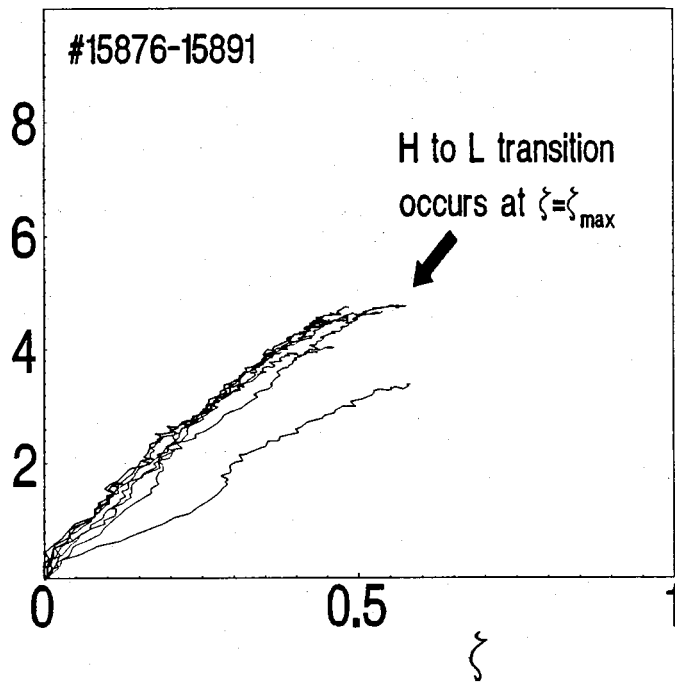 #15876-15891
8
H to L transition
occurs at ζ=ζmax
6
4
2
0 0.5 1
ζ